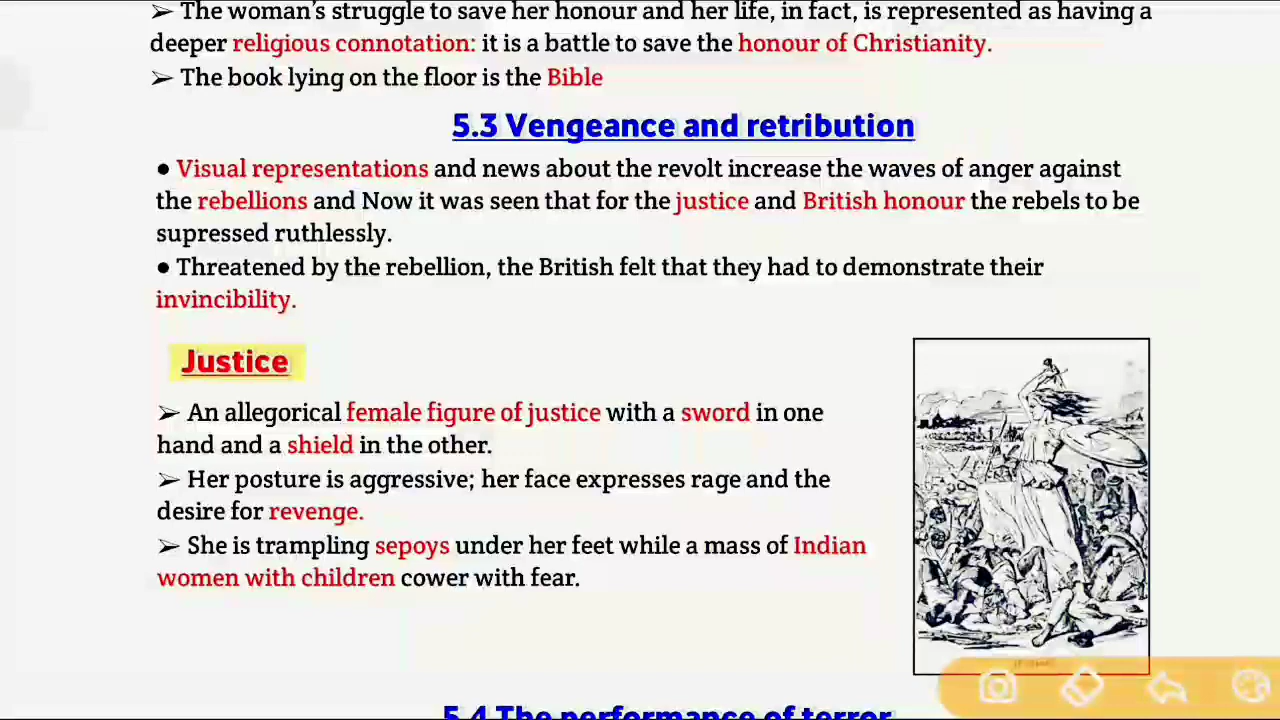 ➢ The woman's struggle to save her honour and her life, in fact, is represented as having a
deeper religious connotation: it is a battle to save the honour of Christianity.
➢ The book lying on the floor is the Bible
5.3 Vengeance and retribution
● Visual representations and news about the revolt increase the waves of anger against
the rebellions and Now it was seen that for the justice and British honour the rebels to be
supressed ruthlessly.
● Threatened by the rebellion, the British felt that they had to demonstrate their
invincibility.
Justice
➢ An allegorical female figure of justice with a sword in one
hand and a shield in the other.
➢ Her posture is aggressive; her face expresses rage and the
desire for revenge.
➢ She is trampling sepoys under her feet while a mass of Indian
women with children cower with fear.
5.4 The performance of terror